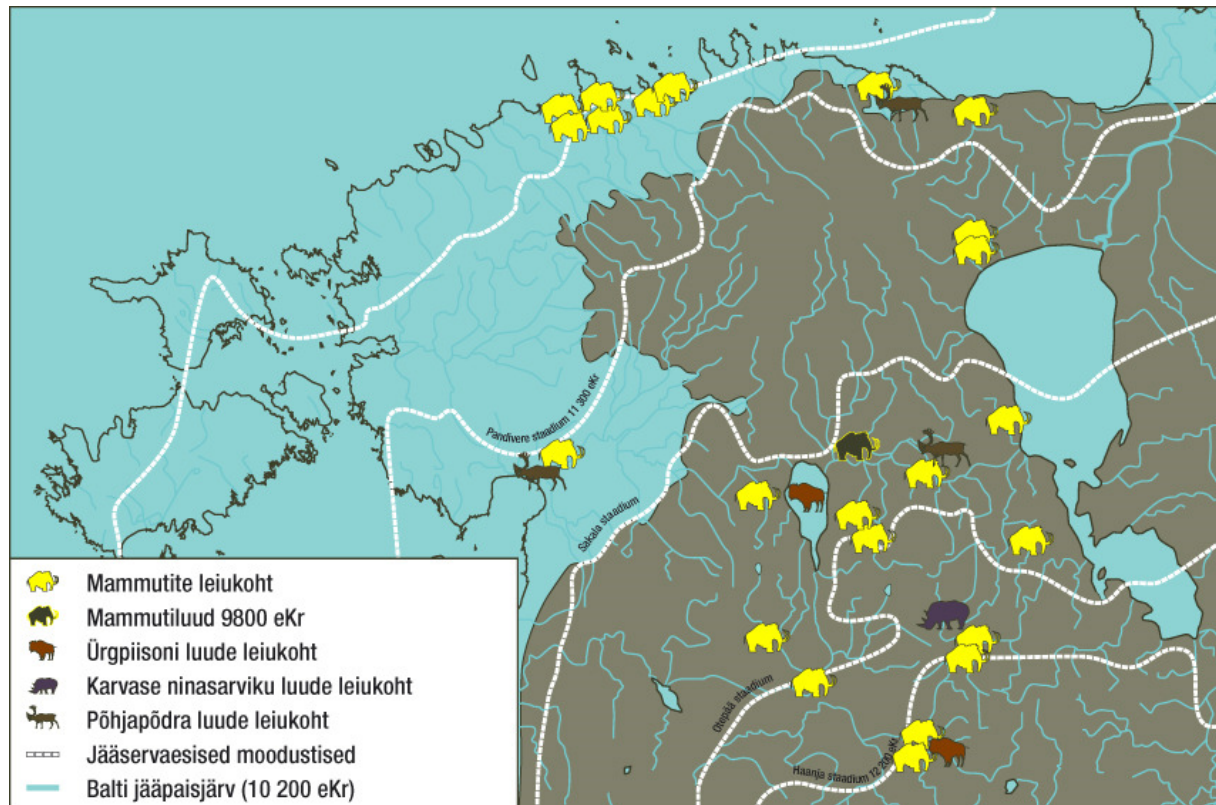 Pandivere staadium 11 300 eKr
Sakala staadium
Otepää staadium
Haanja staadium 12 200 eKr
Mammutite leiukoht
Mammutiluud 9800 eKr
Ürgpiisoni luude leiukoht
Karvase ninasarviku luude leiukoht
Põhjapõdra luude leiukoht
Jääservaesised moodustised
Balti jääpaisjärv (10 200 eKr)